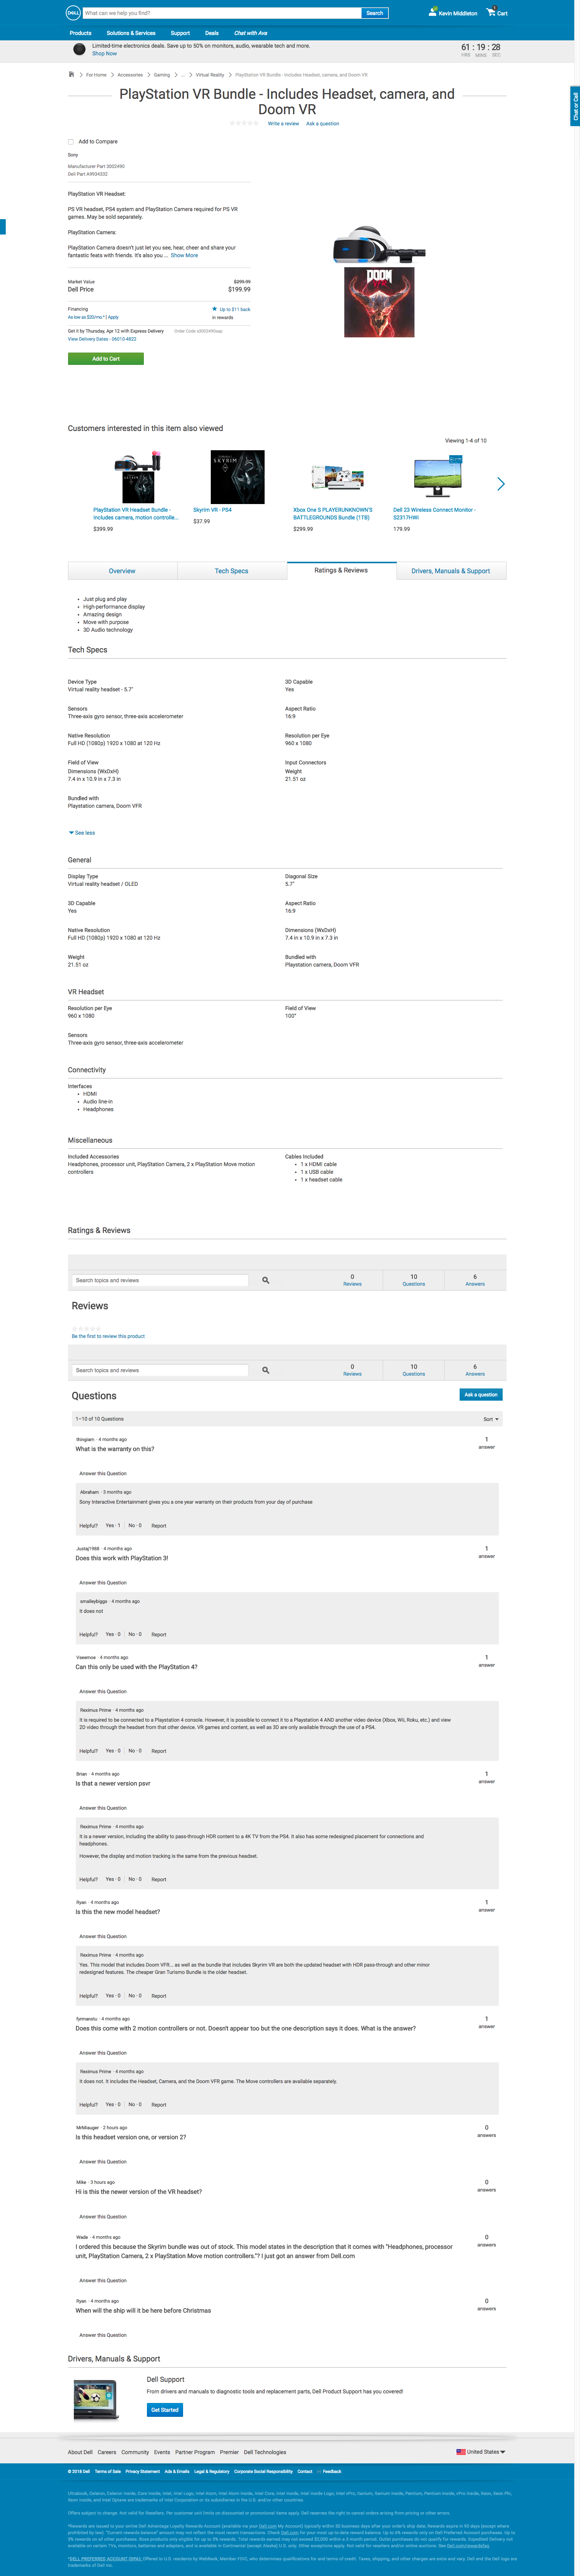 DELL
What can we help you find?
Search
Kevin Middleton
Cart
Products
Solutions & Services
Support
Deals
Chat with Ava
Limited-time electronics deals. Save up to 50% on monitors, audio, wearable tech and more.
Shop Now
61 : 19 : 28
HRS MINS SEC
Chat or Call
For Home
Accessories
Gaming
...
Virtual Reality
PlayStation VR Bundle - Includes Headset, camera, and Doom VR
PlayStation VR Bundle - Includes Headset, camera, and
Doom VR
Write a review
Ask a question
Add to Compare
Sony
Manufacturer Part 3002490
Dell Part A9R34332
PlayStation VR Headset:
PS VR headset, PS4 system and PlayStation Camera required for PS VR
games. May be sold separately.
PlayStation Camera:
PlayStation Camera doesn't just let you see, hear, cheer and share your
fantastic feats with friends. It's also you ... Show More
Market Value
$299.99
Dell Price
$199.99
Financing
As low as $20/mo.^ | Apply
Up to $11 back
in rewards
Get it by Thursday, Apr 12 with Express Delivery
View Delivery Dates - 06010-4822
Add to Cart
DOOM
Customers interested in this item also viewed
Viewing 1-4 of 10
SKYRIM
PlayStation VR Headset Bundle -
includes camera, motion controlle...
$399.99
Skyrim VR - PS4
$37.99
Xbox One S PLAYERUNKNOWN'S
BATTLEGROUNDS Bundle (1TB)
$299.99
Dell 23 Wireless Connect Monitor -
S2317HWi
179.99
Overview
Tech Specs
Ratings & Reviews
Drivers, Manuals & Support
Just plug and play
High-performance display
Amazing design
Move with purpose
3D Audio technology
Tech Specs
Device Type
Virtual reality headset - 5.7"
3D Capable
Yes
Sensors
Three-axis gyro sensor, three-axis accelerometer
Aspect Ratio
16:9
Native Resolution
Full HD (1080p) 1920 x 1080 at 120 Hz
Resolution per Eye
960 x 1080
Field of View
Input Connectors
Dimensions (WxDxH)
7.4 in x 10.9 in x 7.3 in
Weight
21.51 oz
Bundled with
Playstation camera, Doom VFR
See less
General
Display Type
Virtual reality headset / OLED
Diagonal Size
5.7"
3D Capable
Yes
Aspect Ratio
16:9
Native Resolution
Full HD (1080p) 1920 x 1080 at 120 Hz
Dimensions (WxDxH)
7.4 in x 10.9 in x 7.3 in
Weight
21.51 oz
Bundled with
Playstation camera, Doom VFR
VR Headset
Resolution per Eye
960 x 1080
Field of View
100°
Sensors
Three-axis gyro sensor, three-axis accelerometer
Connectivity
Interfaces
HDMI
Audio line-in
Headphones
Miscellaneous
Included Accessories
Headphones, processor unit, PlayStation Camera, 2 x PlayStation Move motion
controllers
Cables Included
1 x HDMI cable
1 x USB cable
1 x headset cable
Ratings & Reviews
Search topics and reviews
0
Reviews
10
Questions
6
Answers
Reviews
Be the first to review this product
Search topics and reviews
0
Reviews
10
Questions
6
Answers
Questions
Ask a question
1–10 of 10 Questions
Sort
thingiam · 4 months ago
What is the warranty on this?
1
answer
Answer this Question
Abraham · 3 months ago
Sony Interactive Entertainment gives you a one year warranty on their products from your day of purchase
Helpful? Yes · 1 No · 0 Report
Justaj1988 · 4 months ago
Does this work with PlayStation 3!
1
answer
Answer this Question
smalleybiggs · 4 months ago
It does not
Helpful? Yes · 0 No · 0 Report
Vseemoe · 4 months ago
Can this only be used with the PlayStation 4?
1
answer
Answer this Question
Reximus Prime · 4 months ago
It is required to be connected to a Playstation 4 console. However, it is possible to connect it to a Playstation 4 AND another video device (Xbox, Wii, Roku, etc.) and view
2D video through the headset from that other device. VR games and content, as well as 3D are only available through the use of a PS4.
Helpful? Yes · 0 No · 0 Report
Brian · 4 months ago
Is that a newer version psvr
1
answer
Answer this Question
Reximus Prime · 4 months ago
It is a newer version, including the ability to pass-through HDR content to a 4K TV from the PS4. It also has some redesigned placement for connections and
headphones.
However, the display and motion tracking is the same from the previous headset.
Helpful? Yes · 0 No · 0 Report
Ryan · 4 months ago
Is this the new model headset?
1
answer
Answer this Question
Reximus Prime · 4 months ago
Yes. This model that includes Doom VFR... as well as the bundle that includes Skyrim VR are both the updated headset with HDR pass-through and other minor
redesigned features. The cheaper Gran Turismo Bundle is the older headset.
Helpful? Yes · 0 No · 0 Report
fynnanstu · 4 months ago
Does this come with 2 motion controllers or not. Doesn't appear too but the one description says it does. What is the answer?
1
answer
Answer this Question
Reximus Prime · 4 months ago
It does not. It includes the Headset, Camera, and the Doom VFR game. The Move controllers are available separately.
Helpful? Yes · 0 No · 0 Report
MrMauger · 2 hours ago
Is this headset version one, or version 2?
0
answers
Answer this Question
Mike · 3 hours ago
Hi is this the newer version of the VR headset?
0
answers
Answer this Question
Wade · 4 months ago
I ordered this because the Skyrim bundle was out of stock. This model states in the description that it comes with "Headphones, processor
unit, PlayStation Camera, 2 x PlayStation Move motion controllers."? I just got an answer from Dell.com
0
answers
Answer this Question
Ryan · 4 months ago
When will the ship will it be here before Christmas
0
answers
Answer this Question
Drivers, Manuals & Support
Dell Support
From drivers and manuals to diagnostic tools and replacement parts, Dell Product Support has you covered!
Get Started
About Dell Careers Community Events Partner Program Premier Dell Technologies
United States
© 2018 Dell Terms of Sale Privacy Statement Ads & Emails Legal & Regulatory Corporate Social Responsibility Contact Feedback